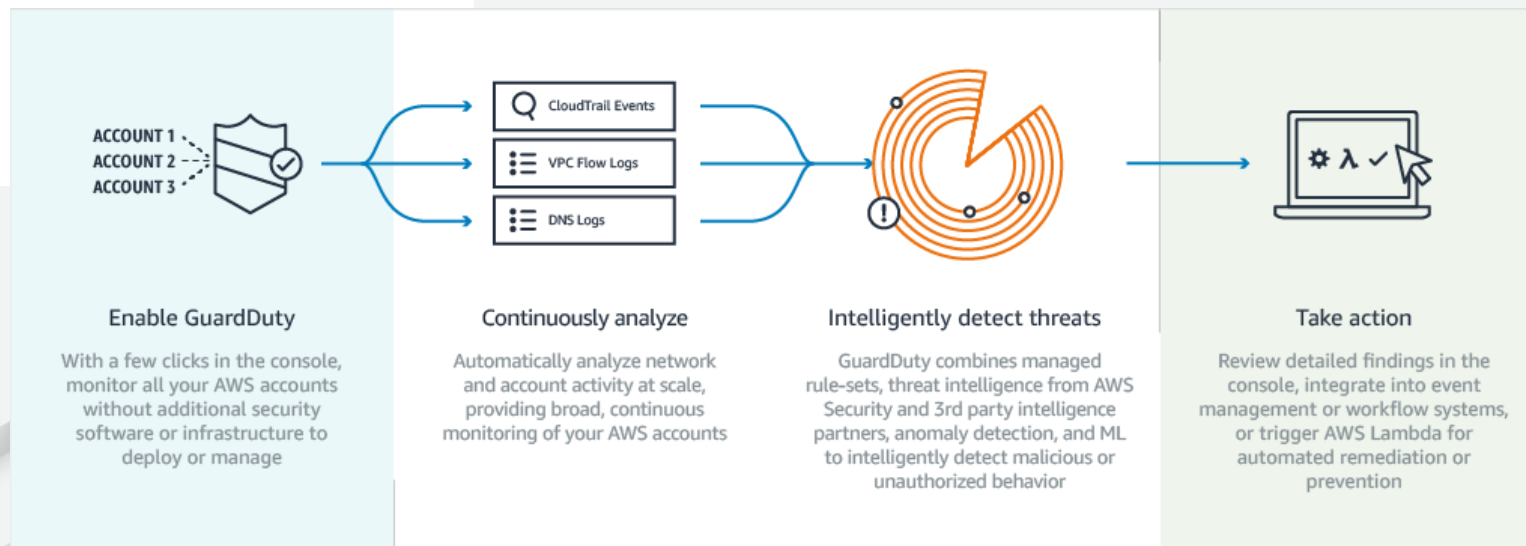 ACCOUNT 1
ACCOUNT 2
ACCOUNT 3
CloudTrail Events
VPC Flow Logs
DNS Logs
Enable GuardDuty
With a few clicks in the console,
monitor all your AWS accounts
without additional security
software or infrastructure to
deploy or manage
Continuously analyze
Automatically analyze network
and account activity at scale,
providing broad, continuous
monitoring of your AWS accounts
Intelligently detect threats
GuardDuty combines managed
rule-sets, threat intelligence from AWS
Security and 3rd party intelligence
partners, anomaly detection, and ML
to intelligently detect malicious or
unauthorized behavior
Take action
Review detailed findings in the
console, integrate into event
management or workflow systems,
or trigger AWS Lambda for
automated remediation or
prevention